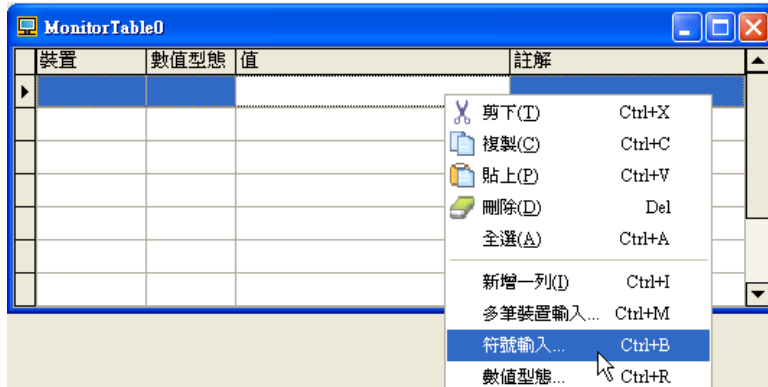 MonitorTable0
裝置 數值型態 值 註解
剪下(T) Ctrl+X
複製(C) Ctrl+C
貼上(P) Ctrl+V
刪除(D) Del
全選(A) Ctrl+A
新增一列(I) Ctrl+I
多筆裝置輸入... Ctrl+M
符號輸入... Ctrl+B
數值型態... Ctrl+R